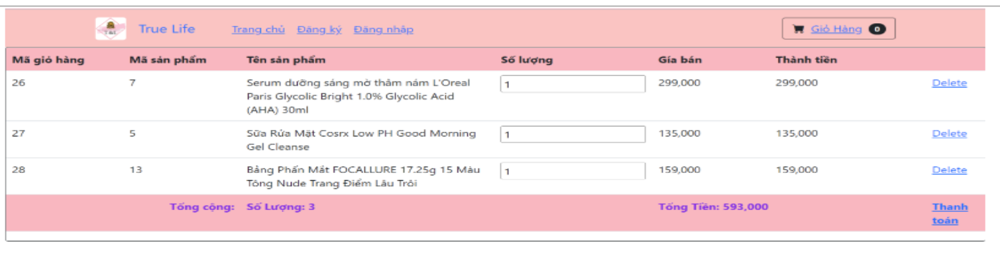 True Life Trang chủ Đăng ký Đăng nhập Giỏ Hàng 0
Mã giỏ hàng Mã sản phẩm Tên sản phẩm Số lượng Gía bán Thành tiền
26 7 Serum dưỡng sáng mờ thâm nám L'Oreal 1 299,000 299,000 Delete
Paris Glycolic Bright 1.0% Glycolic Acid
(AHA) 30ml
27 5 Sữa Rửa Mặt Cosrx Low PH Good Morning 1 135,000 135,000 Delete
Gel Cleanse
28 13 Bảng Phấn Mắt FOCALLURE 17.25g 15 Màu 1 159,000 159,000 Delete
Tông Nude Trang Điểm Lâu Trôi
Tổng cộng: Số Lượng: 3 Tổng Tiền: 593,000 Thanh
toán